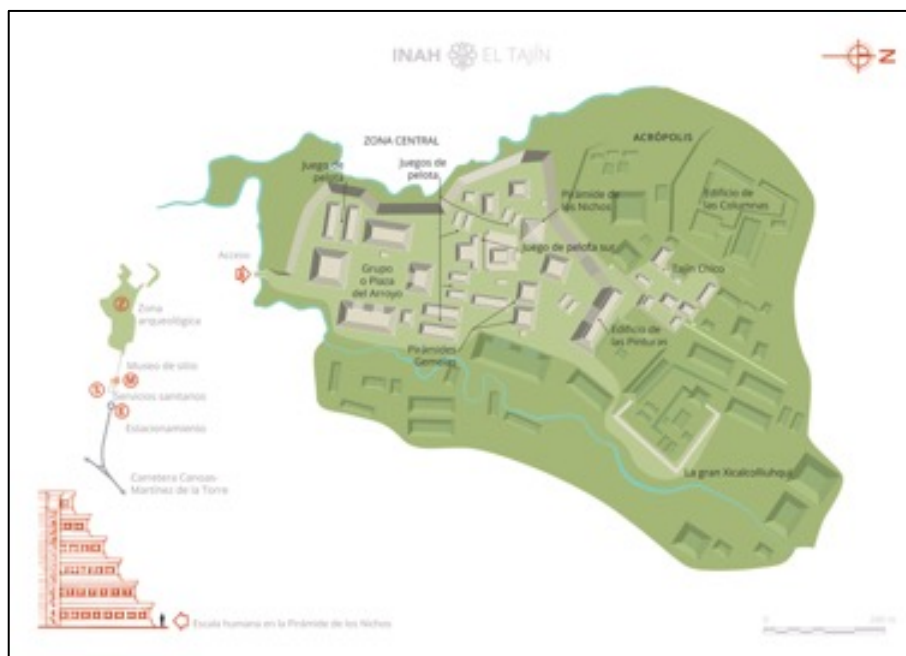 INAH EL TAJÍN
N
ZONA CENTRAL
ACRÓPOLIS
Juego de
pelota
Juegos de
pelota
Pirámide de
los Nichos
Edificio de
las Columnas
Juego de pelota sur
Acceso
Grupo
o Plaza
del Arroyo
Tajín Chico
Edificio de
las Pinturas
Pirámides
Gemelas
La gran Xicalcoliuhqui
Z
Zona
arqueológica
Museo de sitio
M
S
Servicios sanitarios
E
Estacionamiento
Carretera
Martínez de la Torre
Escala humana en la Pirámide de los Nichos
0